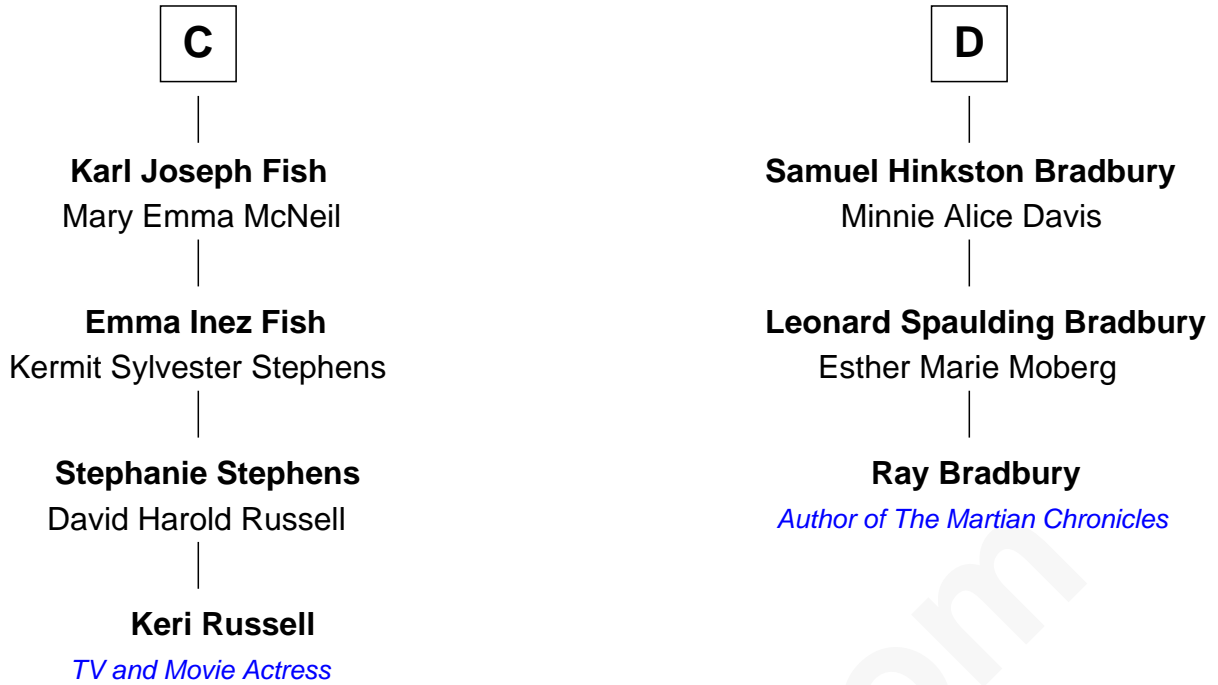 C
Karl Joseph Fish
Mary Emma McNeil
Emma Inez Fish
Kermit Sylvester Stephens
Stephanie Stephens
David Harold Russell
Keri Russell
TV and Movie Actress
D
Samuel Hinkston Bradbury
Minnie Alice Davis
Leonard Spaulding Bradbury
Esther Marie Moberg
Ray Bradbury
Author of The Martian Chronicles
om